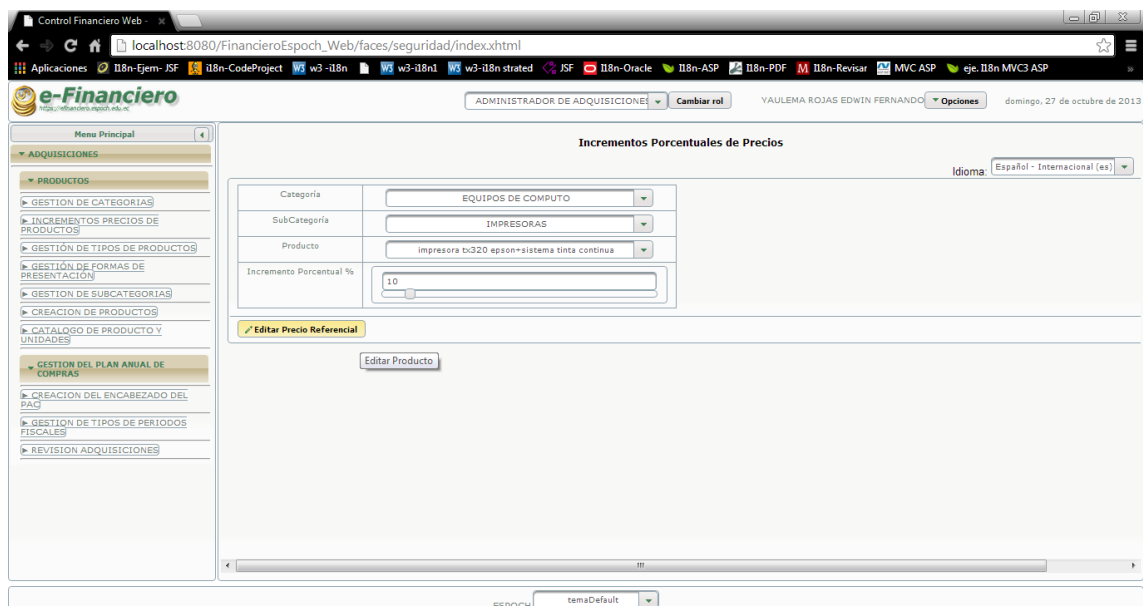 Control Financiero Web -
localhost:8080/FinancieroEspoch_Web/faces/seguridad/index.xhtml
Aplicaciones I18n-Ejem- JSF i18n-CodeProject w3 -i18n w3-i18n1 w3-i18n strated JSF I18n-Oracle I18n-ASP I18n-PDF I18n-Revisar MVC ASP eje. I18n MVC3 ASP »
e-Financiero
ADMINISTRADOR DE ADQUISICIONES Cambiar rol YAULEMA ROJAS EDWIN FERNANDO Opciones domingo, 27 de octubre de 2013
Menu Principal
ADQUISICIONES
PRODUCTOS
GESTION DE CATEGORIAS
INCREMENTOS PRECIOS DE
PRODUCTOS
GESTIÓN DE TIPOS DE PRODUCTOS
GESTIÓN DE FORMAS DE
PRESENTACIÓN
GESTION DE SUBCATEGORIAS
CREACION DE PRODUCTOS
CATALOGO DE PRODUCTO Y
UNIDADES
GESTION DEL PLAN ANUAL DE
COMPRAS
CREACION DEL ENCABEZADO DEL
PAC
GESTION DE TIPOS DE PERIODOS
FISCALES
REVISION ADQUISICIONES
Incrementos Porcentuales de Precios
Idioma: Español - Internacional (es)
Categoría EQUIPOS DE COMPUTO
SubCategoría IMPRESORAS
Producto impresora tx320 epson+sistema tinta continua
Incremento Porcentual % 10
Editar Precio Referencial
Editar Producto
ESPOCH temaDefault